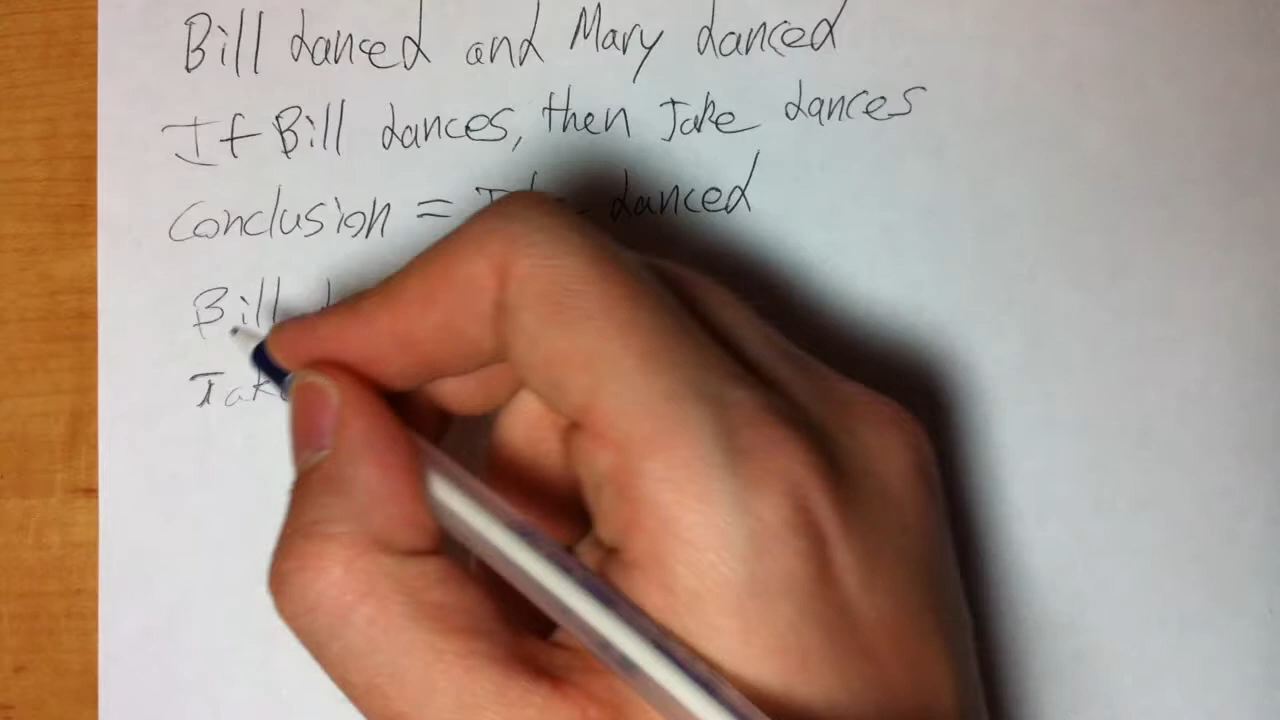 Bill danced and Mary danced
If Bill dances, then Jake dances
Conclusion = danced
Bill